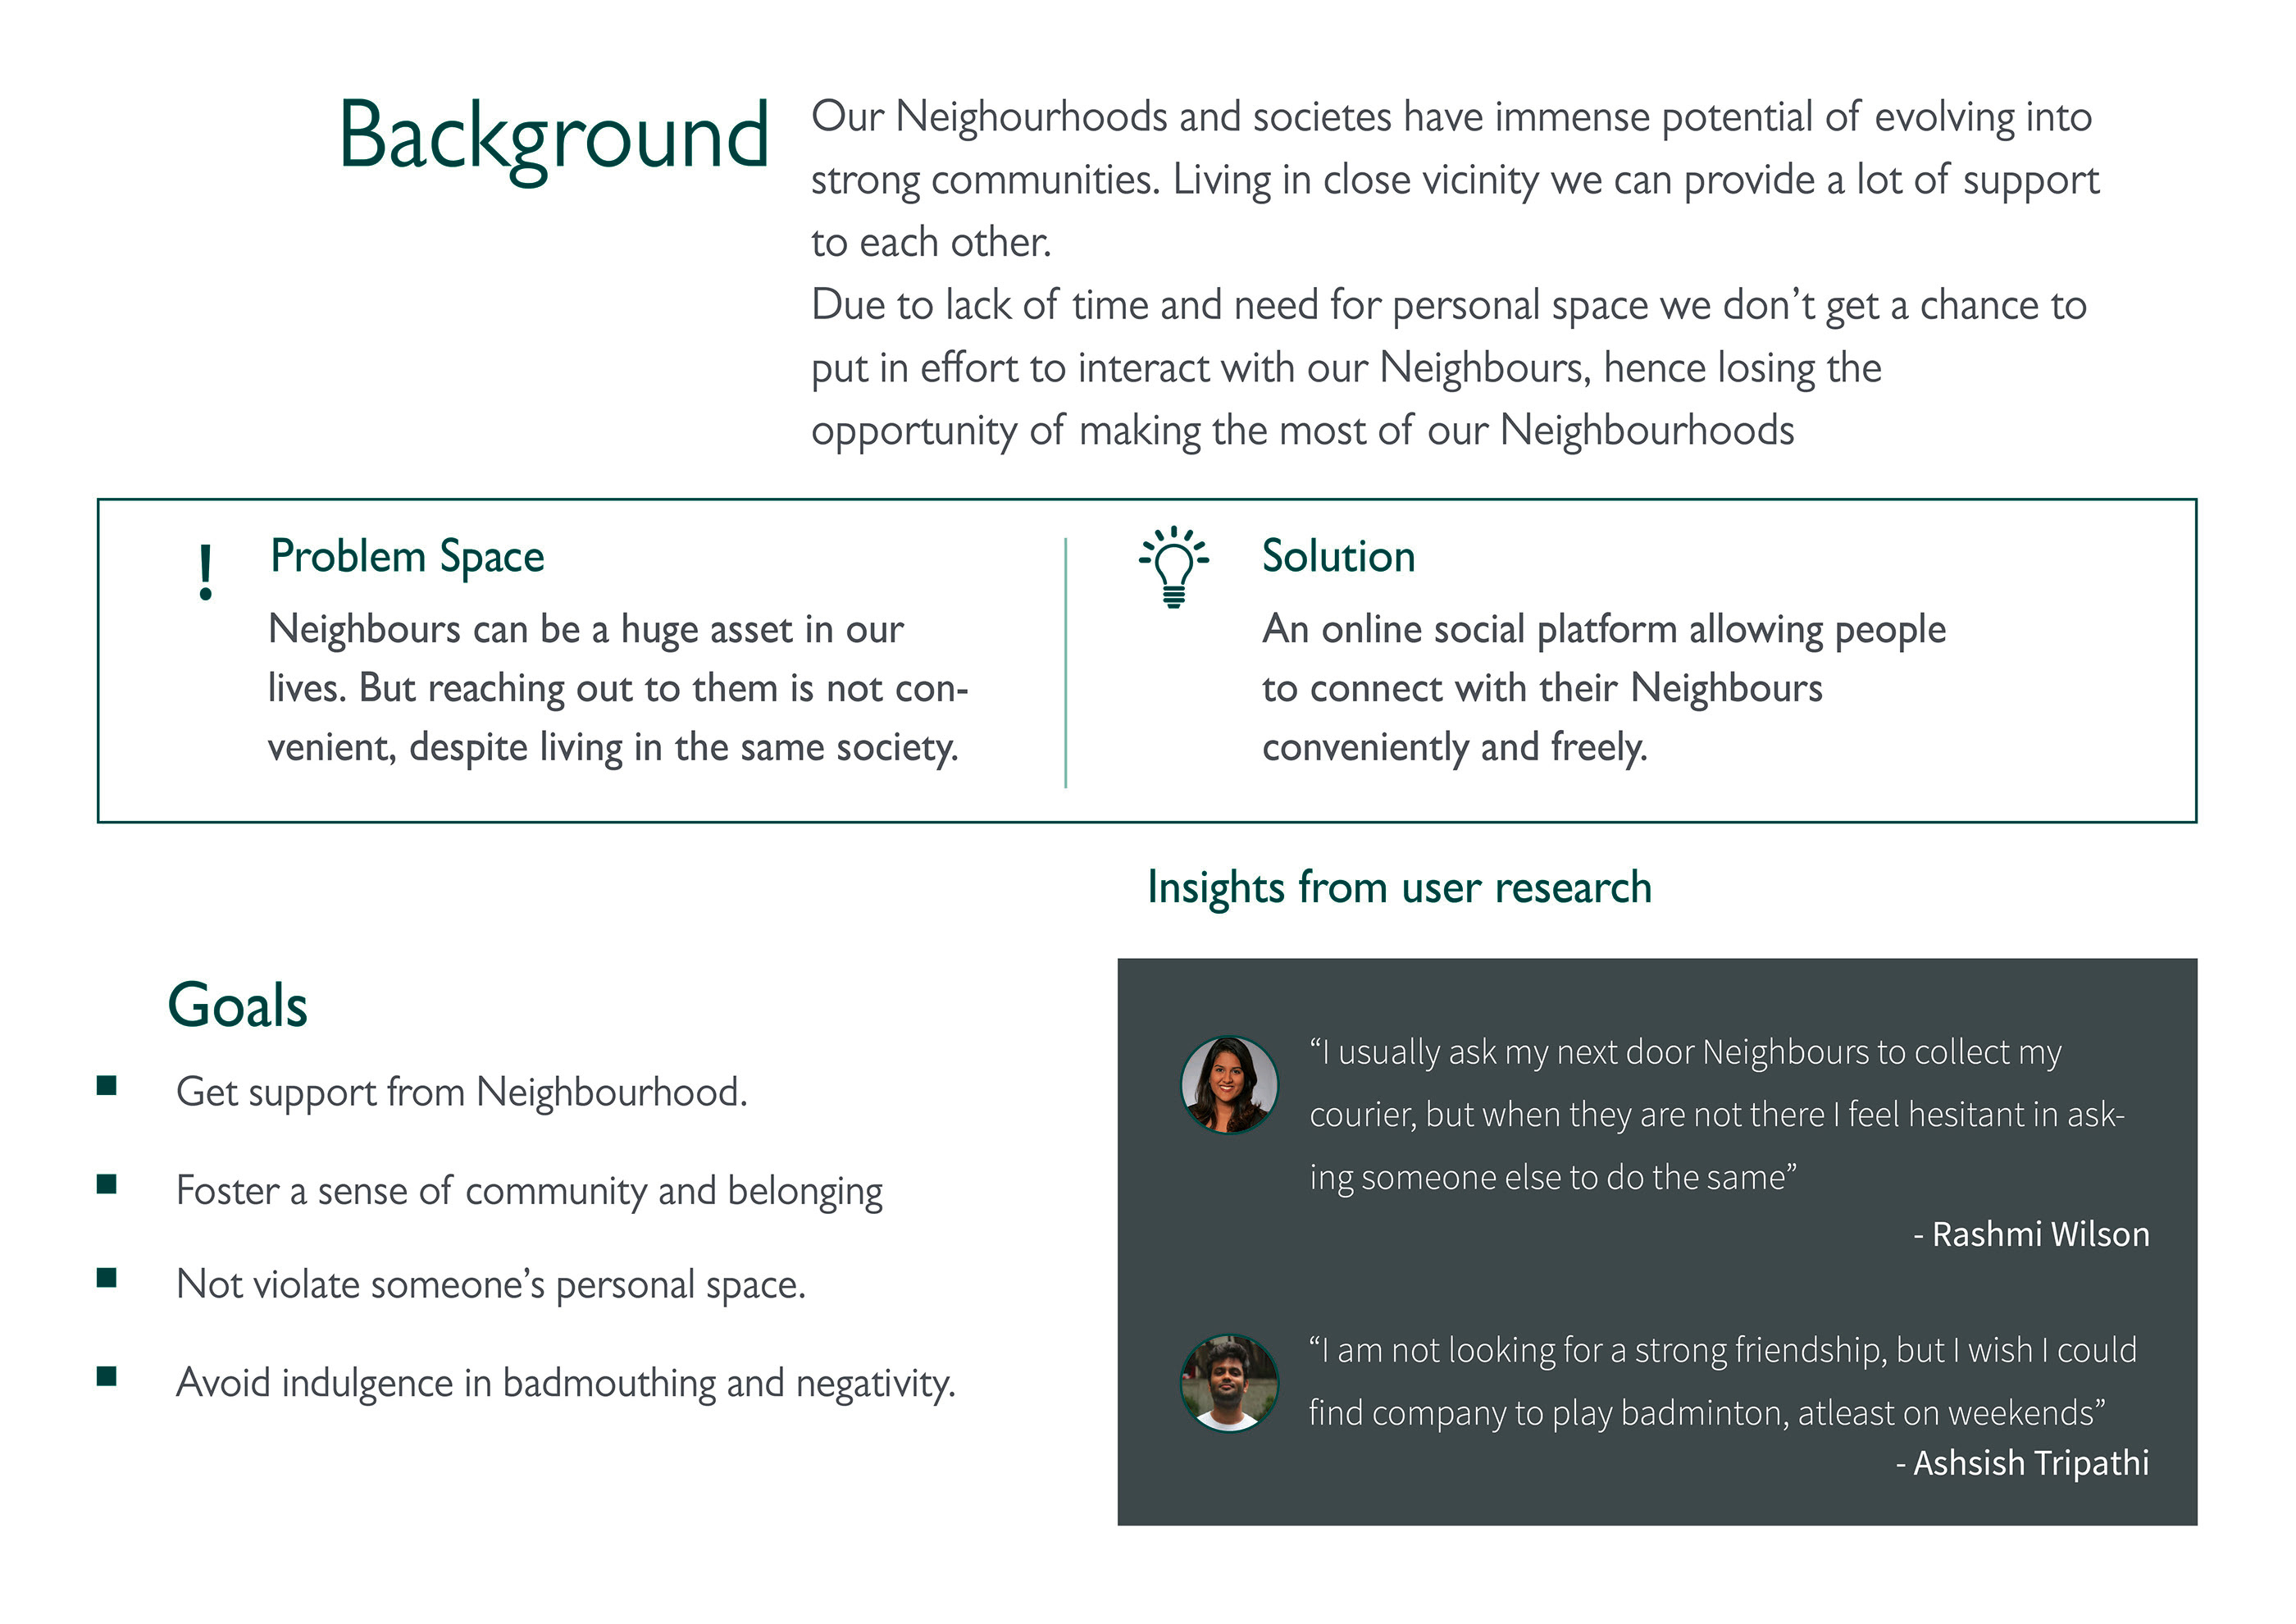 Background
Our Neighourhoods and societes have immense potential of evolving into
strong communities. Living in close vicinity we can provide a lot of support
to each other.
Due to lack of time and need for personal space we don’t get a chance to
put in effort to interact with our Neighbours, hence losing the
opportunity of making the most of our Neighbourhoods
!
Problem Space
Neighbours can be a huge asset in our
lives. But reaching out to them is not con-
venient, despite living in the same society.
Solution
An online social platform allowing people
to connect with their Neighbours
conveniently and freely.
Goals
Get support from Neighbourhood.
Foster a sense of community and belonging
Not violate someone’s personal space.
Avoid indulgence in badmouthing and negativity.
Insights from user research
“I usually ask my next door Neighbours to collect my
courier, but when they are not there I feel hesitant in ask-
ing someone else to do the same”
- Rashmi Wilson
“I am not looking for a strong friendship, but I wish I could
find company to play badminton, atleast on weekends”
- Ashsish Tripathi